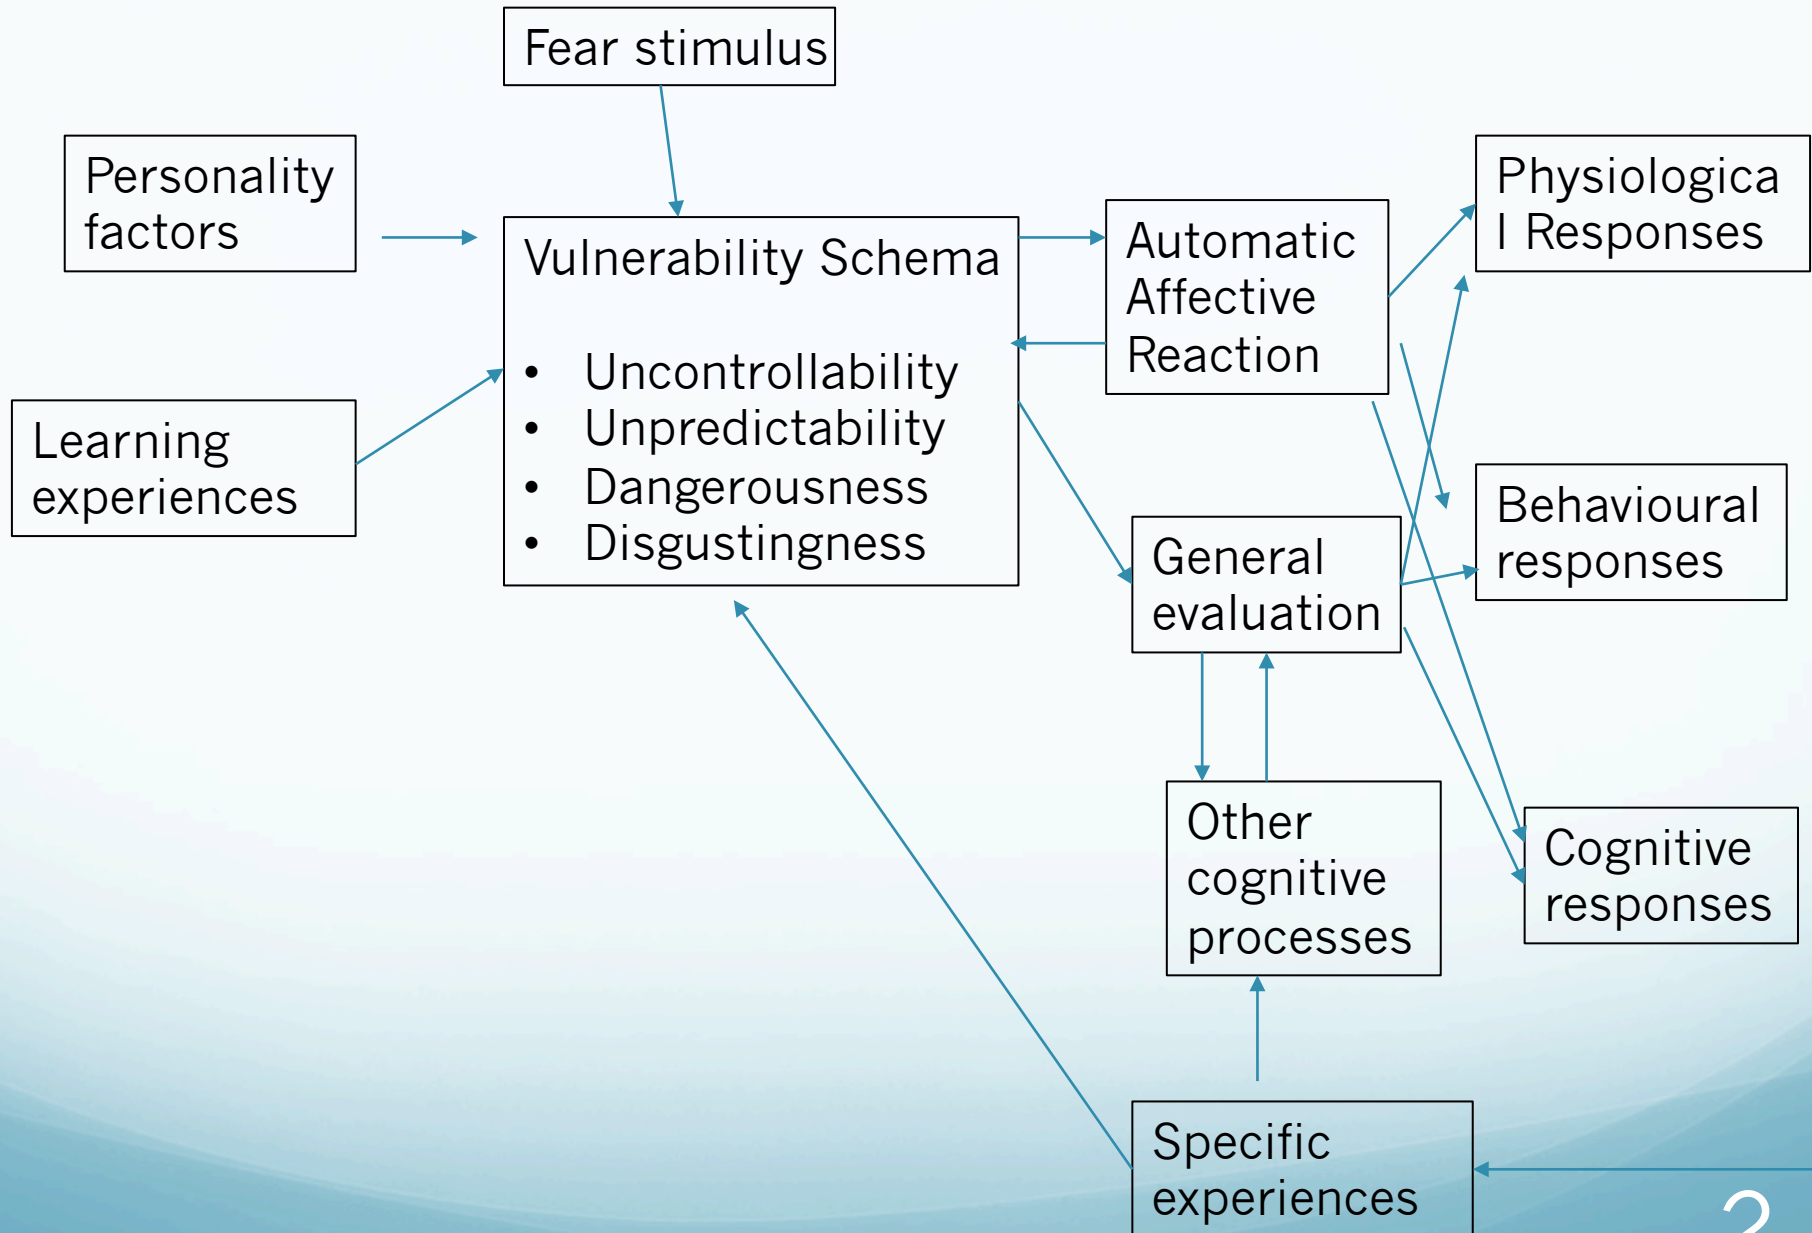 Fear stimulus
Personality
factors
Learning
experiences
Vulnerability Schema
• Uncontrollability
• Unpredictability
• Dangerousness
• Disgustingness
Automatic
Affective
Reaction
Physiologica
l Responses
General
evaluation
Behavioural
responses
Other
cognitive
processes
Cognitive
responses
Specific
experiences